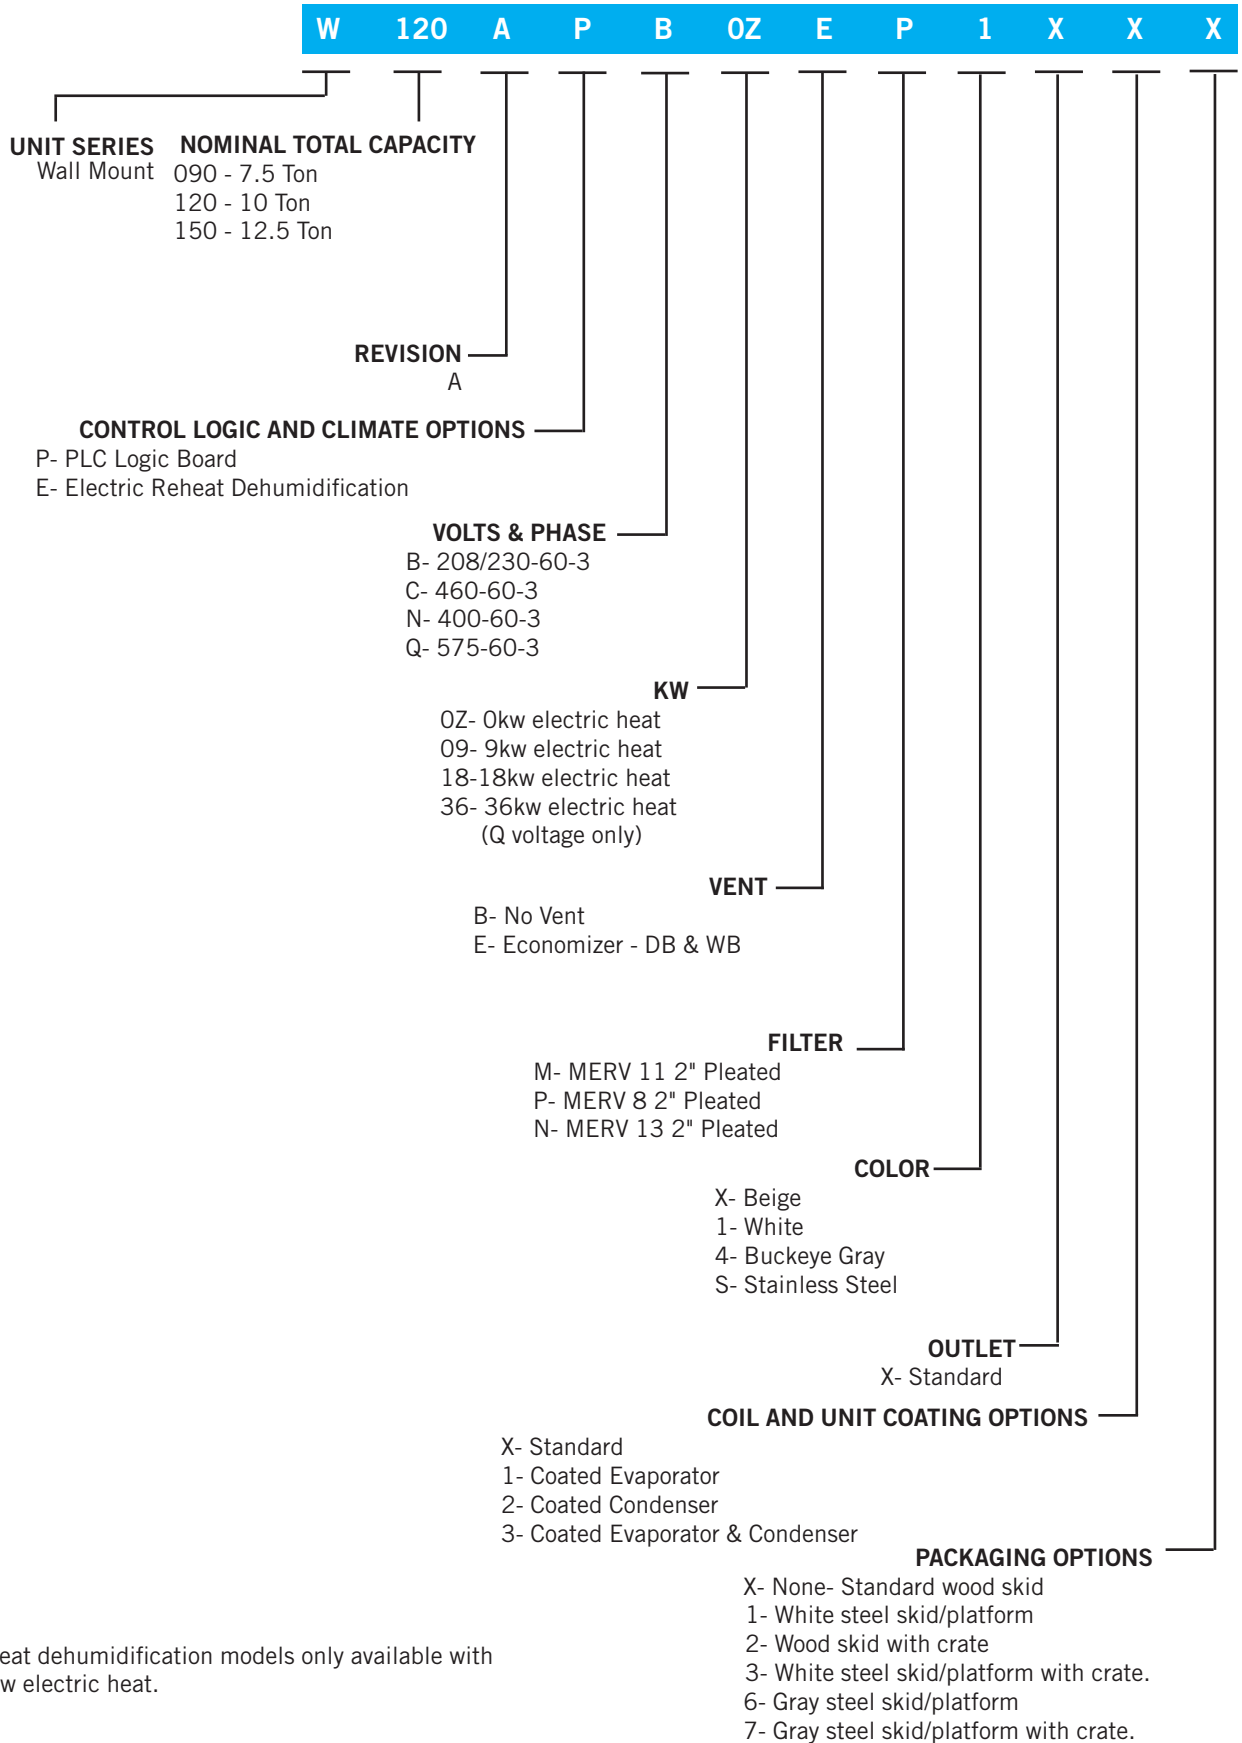 W 120 A P B 0Z E P 1 X X X
UNIT SERIES
Wall Mount
NOMINAL TOTAL CAPACITY
090 - 7.5 Ton
120 - 10 Ton
150 - 12.5 Ton
REVISION
A
CONTROL LOGIC AND CLIMATE OPTIONS
P- PLC Logic Board
E- Electric Reheat Dehumidification
VOLTS & PHASE
B- 208/230-60-3
C- 460-60-3
N- 400-60-3
Q- 575-60-3
KW
0Z- 0kw electric heat
09- 9kw electric heat
18-18kw electric heat
36- 36kw electric heat
(Q voltage only)
VENT
B- No Vent
E- Economizer - DB & WB
FILTER
M- MERV 11 2" Pleated
P- MERV 8 2" Pleated
N- MERV 13 2" Pleated
COLOR
X- Beige
1- White
4- Buckeye Gray
S- Stainless Steel
OUTLET
X- Standard
COIL AND UNIT COATING OPTIONS
X- Standard
1- Coated Evaporator
2- Coated Condenser
3- Coated Evaporator & Condenser
PACKAGING OPTIONS
X- None- Standard wood skid
1- White steel skid/platform
2- Wood skid with crate
3- White steel skid/platform with crate.
6- Gray steel skid/platform
7- Gray steel skid/platform with crate.
eat dehumidification models only available with
w electric heat.